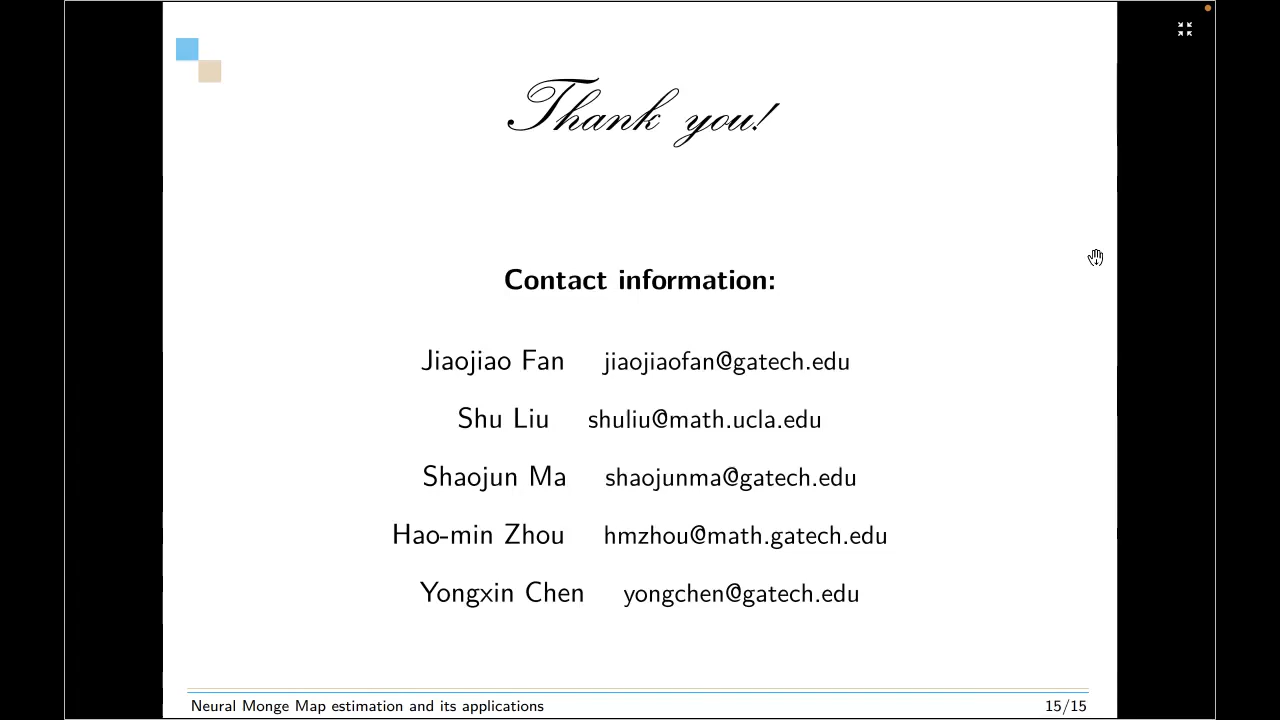 Thank you!
Contact information:
Jiaojiao Fan jiaojiaofan@gatech.edu
Shu Liu shuliu@math.ucla.edu
Shaojun Ma shaojunma@gatech.edu
Hao-min Zhou hmzhou@math.gatech.edu
Yongxin Chen yongchen@gatech.edu
Neural Monge Map estimation and its applications 15/15